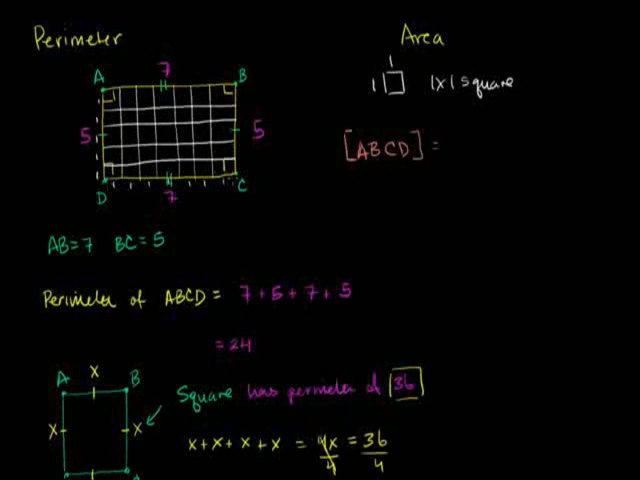 Perimeter
Area
A 7 B
1
1 1x1 square
5 5
[ABCD] =
D 7 C
AB=7 BC=5
Perimeter of ABCD = 7+5+7+5
=24
x
A B
Square has perimeter of 36
x x
x+x+x+x = 4x = 36
4 4